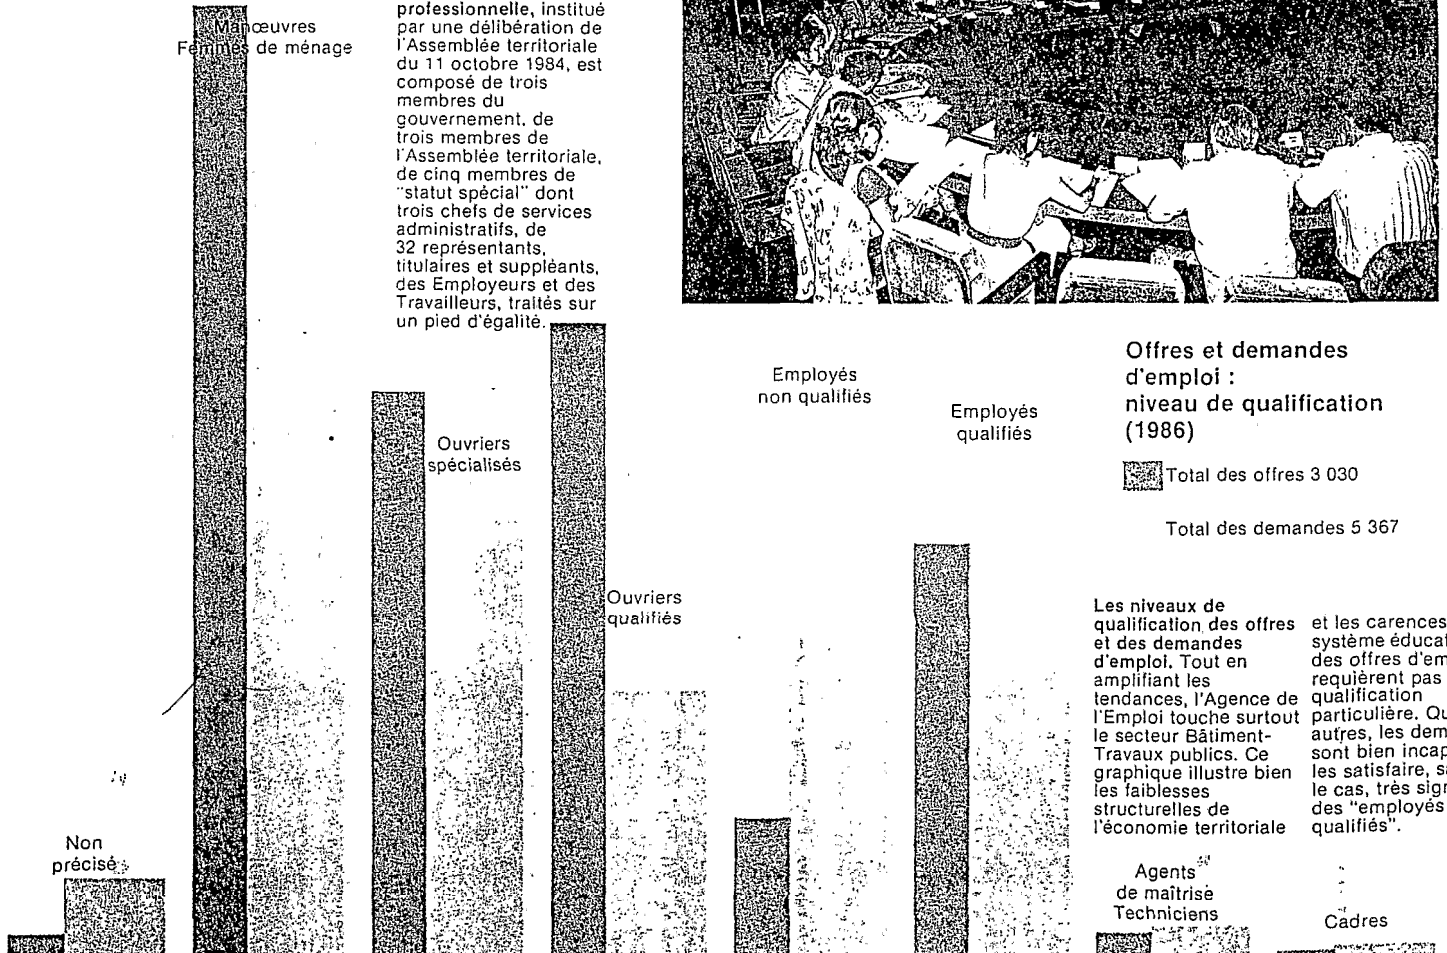 Manœuvres
Femmes de ménage
professionnelle, institué
par une délibération de
l'Assemblée territoriale
du 11 octobre 1984, est
composé de trois
membres du
gouvernement, de
trois membres de
l'Assemblée territoriale,
de cinq membres de
"statut spécial" dont
trois chefs de services
administratifs, de
32 représentants,
titulaires et suppléants,
des Employeurs et des
Travailleurs, traités sur
un pied d'égalité.
Ouvriers
spécialisés
Ouvriers
qualifiés
Employés
non qualifiés
Employés
qualifiés
Offres et demandes
d'emploi :
niveau de qualification
(1986)
Total des offres 3 030
Total des demandes 5 367
Les niveaux de
qualification des offres
et des demandes
d'emploi. Tout en
amplifiant les
tendances, l'Agence de
l'Emploi touche surtout
le secteur Bâtiment-
Travaux publics. Ce
graphique illustre bien
les faiblesses
structurelles de
l'économie territoriale
et les carences
système éducat
des offres d'em
requièrent pas
qualification
particulière. Qu
autres, les dem
sont bien incap
les satisfaire, sa
le cas, très sign
des "employés
qualifiés".
Non
précisé
Agents
de maîtrise
Techniciens
Cadres